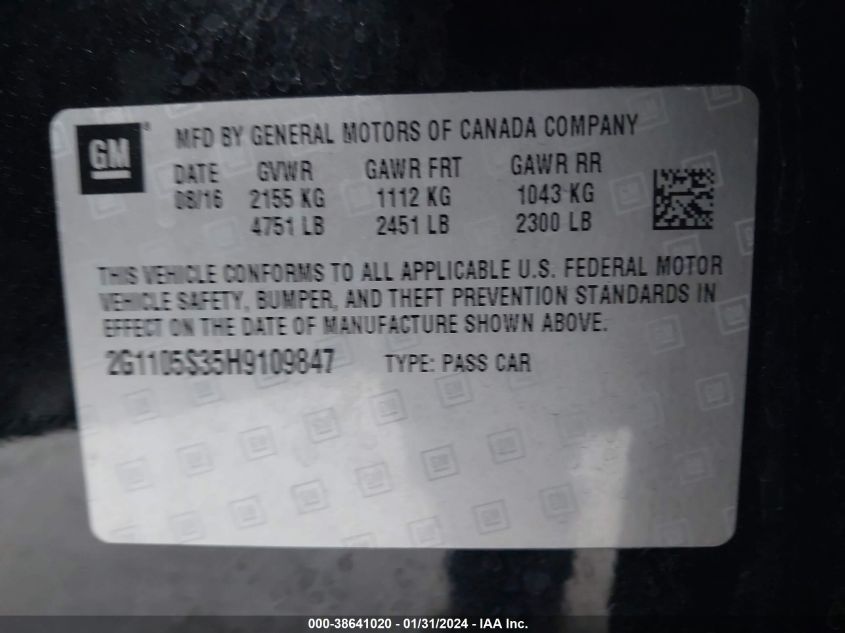 GM
MFD BY GENERAL MOTORS OF CANADA COMPANY
DATE GVWR GAWR FRT GAWR RR
08/16 2155 KG 1112 KG 1043 KG
4751 LB 2451 LB 2300 LB
THIS VEHICLE CONFORMS TO ALL APPLICABLE U.S. FEDERAL MOTOR
VEHICLE SAFETY, BUMPER, AND THEFT PREVENTION STANDARDS IN
EFFECT ON THE DATE OF MANUFACTURE SHOWN ABOVE.
2G1105S35H9109847 TYPE: PASS CAR
000-38641020 - 01/31/2024 - IAA Inc.